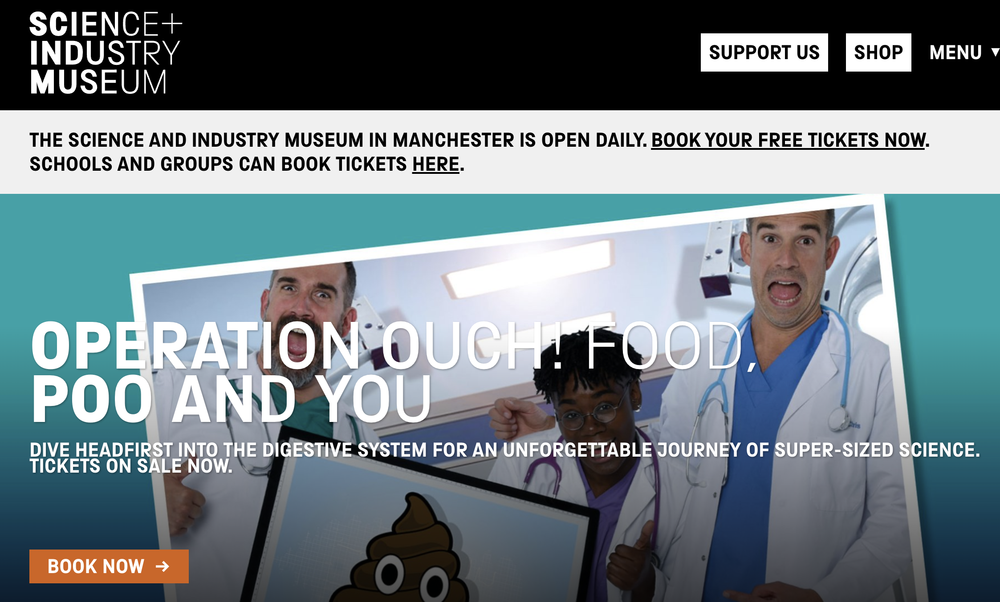 SCIENCE+
INDUSTRY
MUSEUM
SUPPORT US
SHOP
MENU ▼
THE SCIENCE AND INDUSTRY MUSEUM IN MANCHESTER IS OPEN DAILY. BOOK YOUR FREE TICKETS NOW.
SCHOOLS AND GROUPS CAN BOOK TICKETS HERE.
OPERATION OUCH! FOOD,
POO AND YOU
DIVE HEADFIRST INTO THE DIGESTIVE SYSTEM FOR AN UNFORGETTABLE JOURNEY OF SUPER-SIZED SCIENCE.
TICKETS ON SALE NOW.
BOOK NOW →